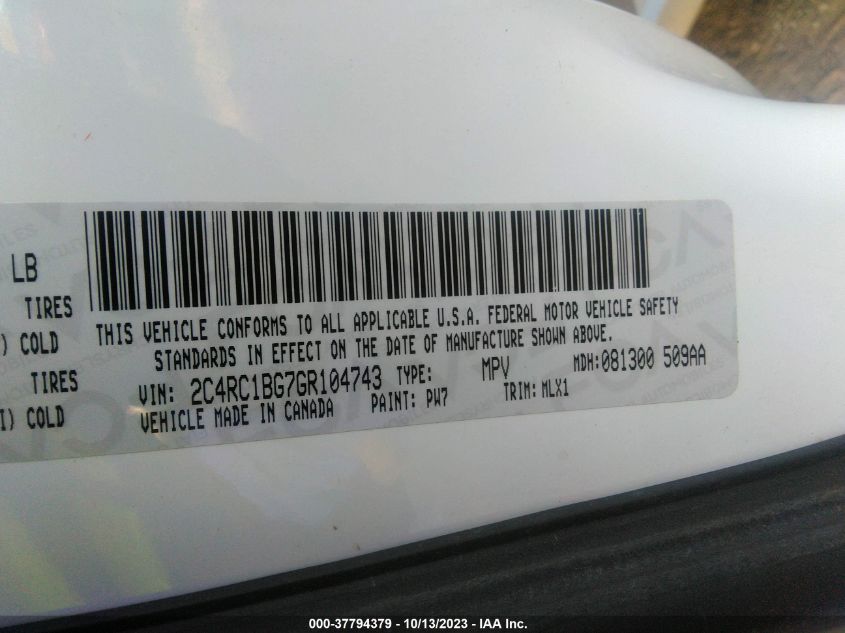 LB
TIRES
) COLD
TIRES
I) COLD
THIS VEHICLE CONFORMS TO ALL APPLICABLE U.S.A. FEDERAL MOTOR VEHICLE SAFETY
STANDARDS IN EFFECT ON THE DATE OF MANUFACTURE SHOWN ABOVE.
VIN: 2C4RC1BG7GR104743 TYPE: MPV MDH:081300 509AA
VEHICLE MADE IN CANADA PAINT: PW7 TRIM: MLX1
000-37794379 - 10/13/2023 - IAA Inc.